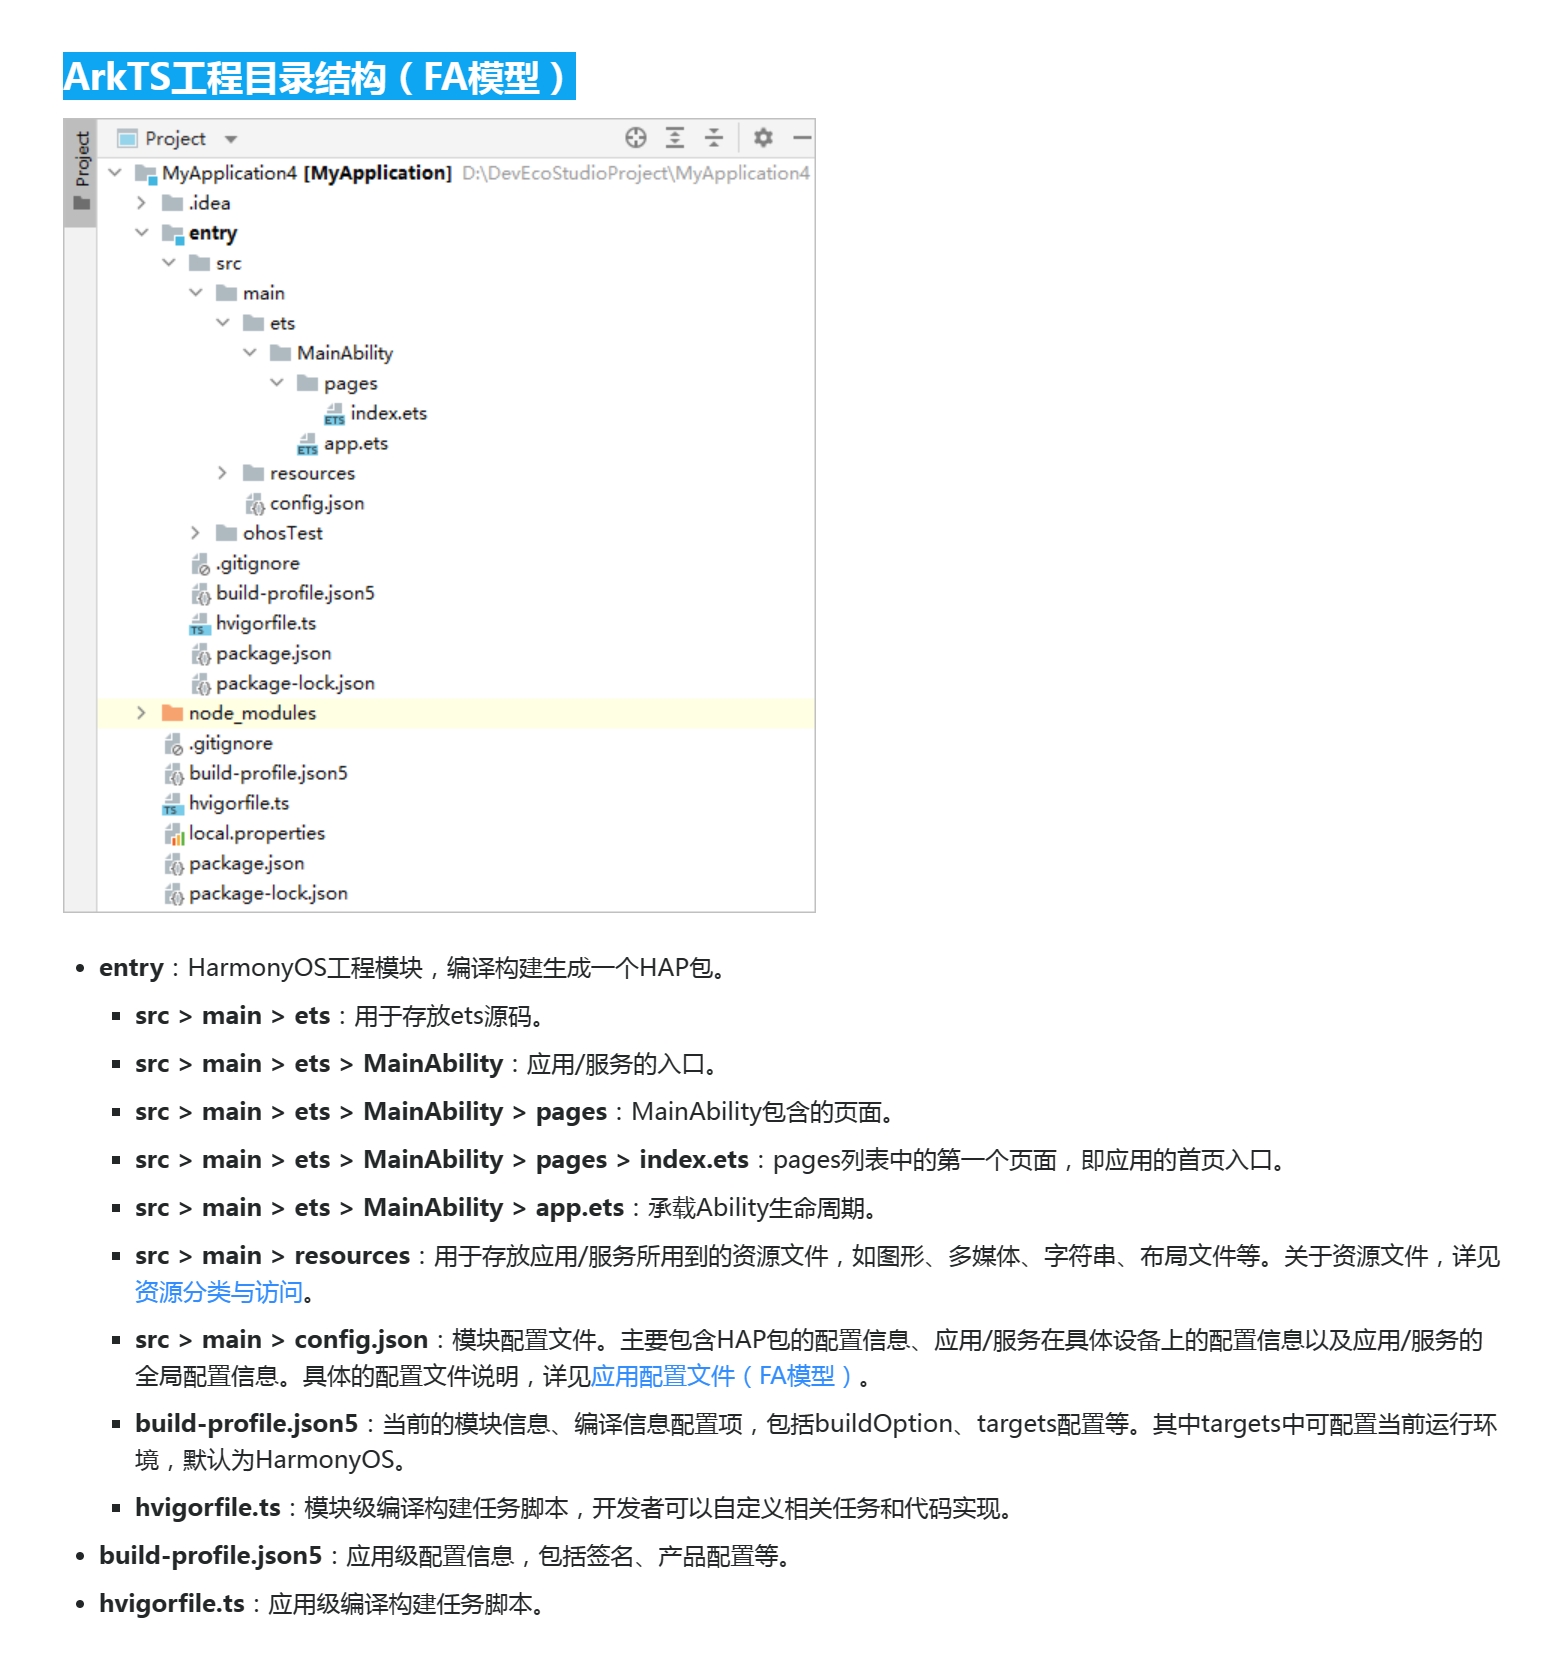 ArkTS工程目录结构（FA模型）
Project
Project
MyApplication4 [MyApplication] D:\DevEcoStudioProject\MyApplication4
.idea
entry
src
main
ets
MainAbility
pages
ETS index.ets
ETS app.ets
resources
config.json
ohosTest
.gitignore
build-profile.json5
TS hvigorfile.ts
package.json
package-lock.json
node_modules
.gitignore
build-profile.json5
TS hvigorfile.ts
local.properties
package.json
package-lock.json
• entry：HarmonyOS工程模块，编译构建生成一个HAP包。
▪ src > main > ets：用于存放ets源码。
▪ src > main > ets > MainAbility：应用/服务的入口。
▪ src > main > ets > MainAbility > pages：MainAbility包含的页面。
▪ src > main > ets > MainAbility > pages > index.ets：pages列表中的第一个页面，即应用的首页入口。
▪ src > main > ets > MainAbility > app.ets：承载Ability生命周期。
▪ src > main > resources：用于存放应用/服务所用到的资源文件，如图形、多媒体、字符串、布局文件等。关于资源文件，详见
资源分类与访问。
▪ src > main > config.json：模块配置文件。主要包含HAP包的配置信息、应用/服务在具体设备上的配置信息以及应用/服务的
全局配置信息。具体的配置文件说明，详见应用配置文件（FA模型）。
▪ build-profile.json5：当前的模块信息、编译信息配置项，包括buildOption、targets配置等。其中targets中可配置当前运行环
境，默认为HarmonyOS。
▪ hvigorfile.ts：模块级编译构建任务脚本，开发者可以自定义相关任务和代码实现。
• build-profile.json5：应用级配置信息，包括签名、产品配置等。
• hvigorfile.ts：应用级编译构建任务脚本。